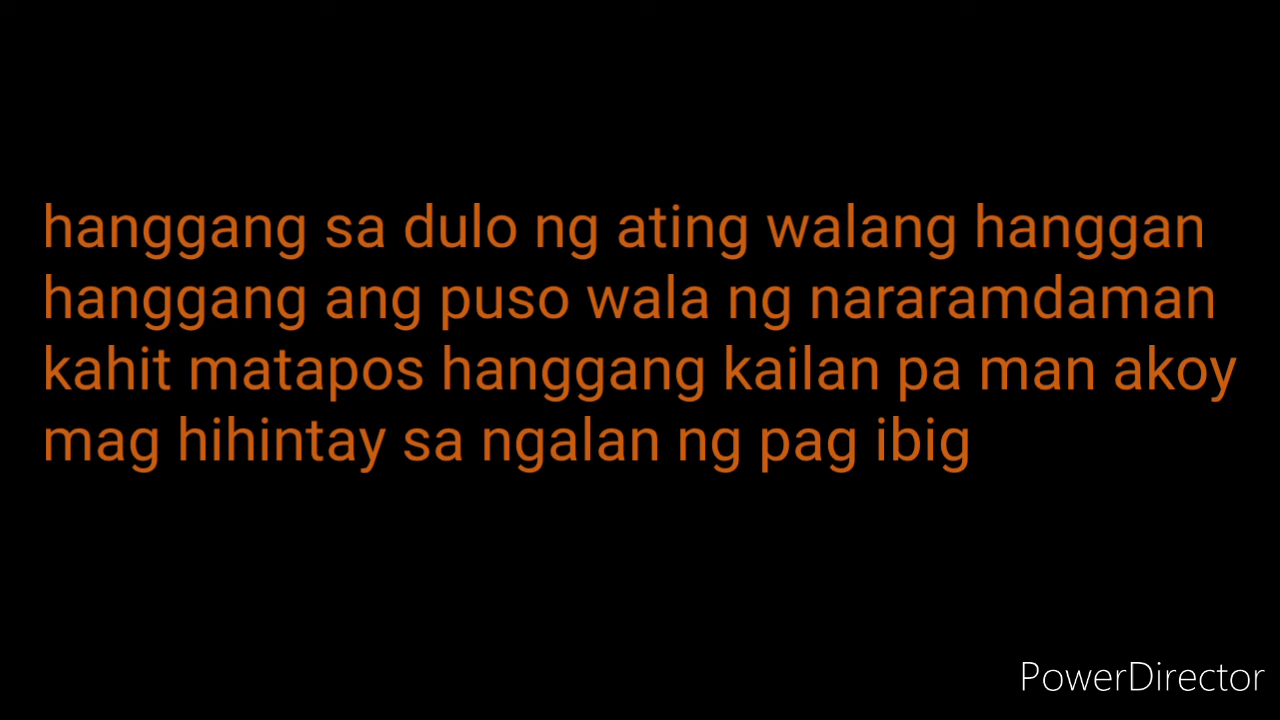 hanggang sa dulo ng ating walang hanggan
hanggang ang puso wala ng nararamdaman
kahit matapos hanggang kailan pa man akoy
mag hihintay sa ngalan ng pag ibig
PowerDirector